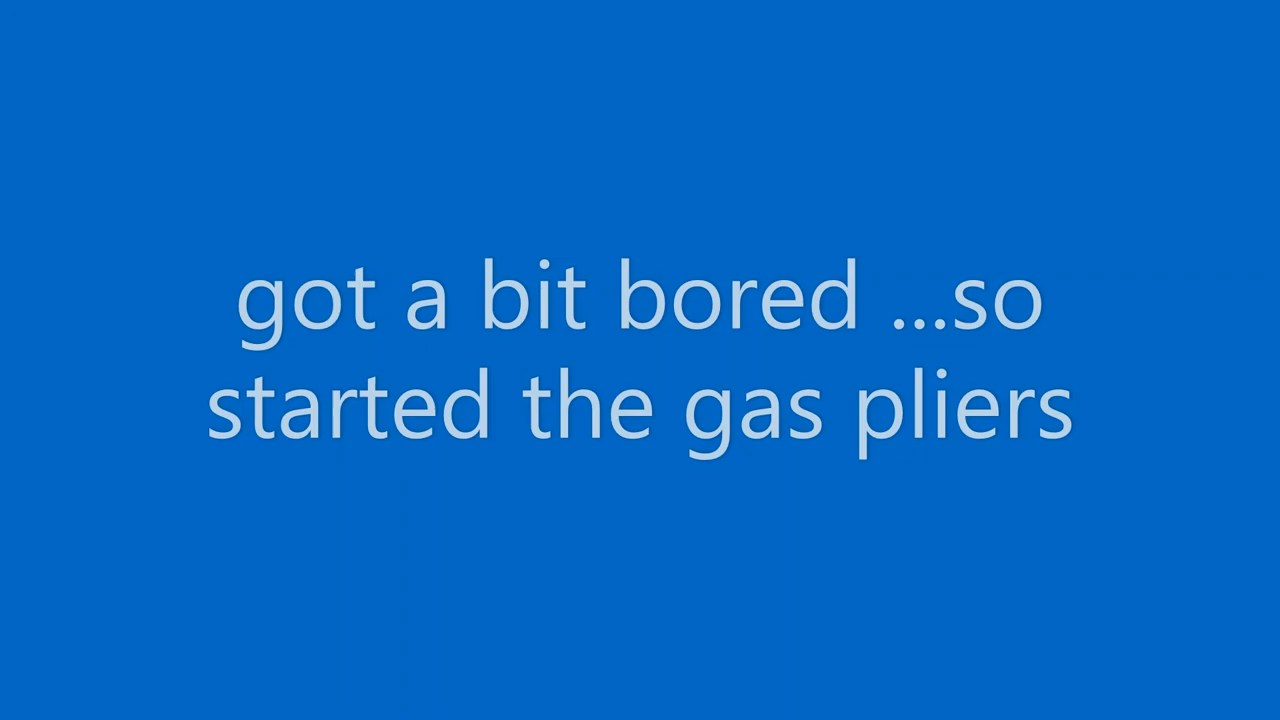 got a bit bored ...so
started the gas pliers